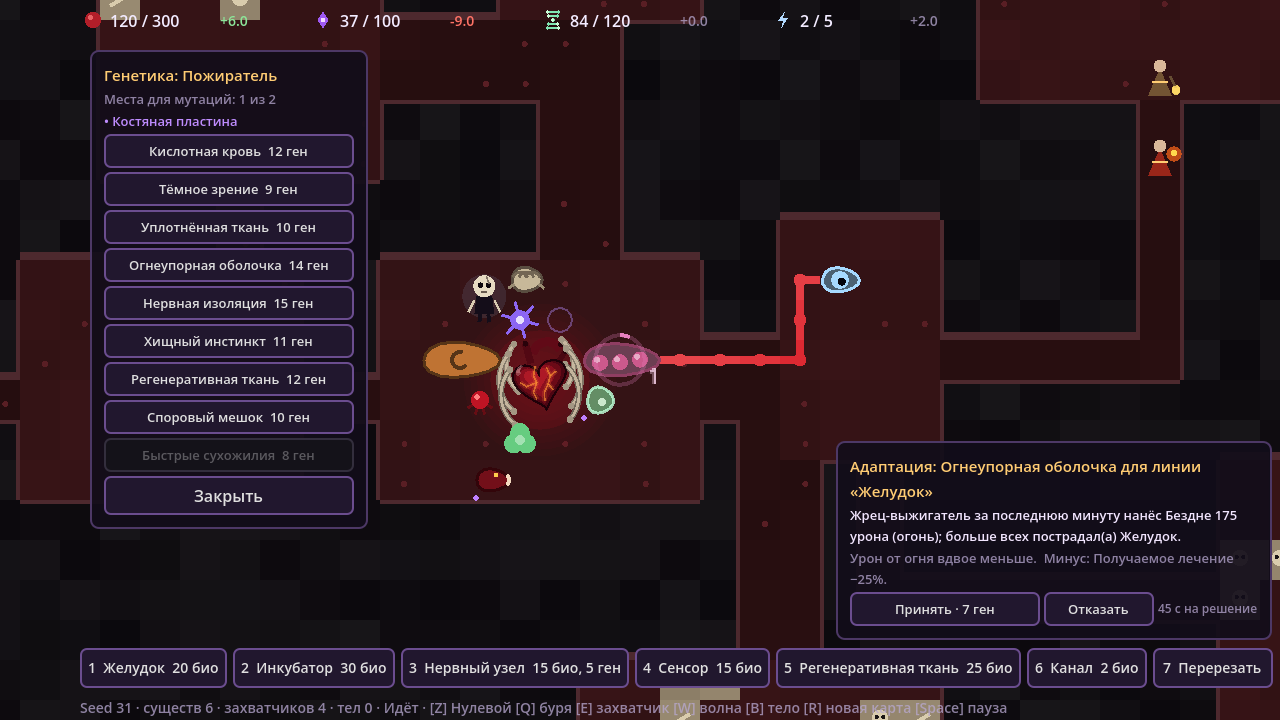 120 / 300 +6.0 37 / 100 -9.0 84 / 120 +0.0 2 / 5 +2.0
Генетика: Пожиратель
Места для мутаций: 1 из 2
• Костяная пластина
Кислотная кровь 12 ген
Тёмное зрение 9 ген
Уплотнённая ткань 10 ген
Огнеупорная оболочка 14 ген
Нервная изоляция 15 ген
Хищный инстинкт 11 ген
Регенеративная ткань 12 ген
Споровый мешок 10 ген
Быстрые сухожилия 8 ген
Закрыть
1
Адаптация: Огнеупорная оболочка для линии
«Желудок»
Жрец-выжигатель за последнюю минуту нанёс Бездне 175
урона (огонь); больше всех пострадал(а) Желудок.
Урон от огня вдвое меньше. Минус: Получаемое лечение
−25%.
Принять · 7 ген Отказать 45 с на решение
1 Желудок 20 био 2 Инкубатор 30 био 3 Нервный узел 15 био, 5 ген 4 Сенсор 15 био 5 Регенеративная ткань 25 био 6 Канал 2 био 7 Перерезать
Seed 31 · существ 6 · захватчиков 4 · тел 0 · Идёт · [Z] Нулевой [Q] буря [E] захватчик [W] волна [B] тело [R] новая карта [Space] пауза